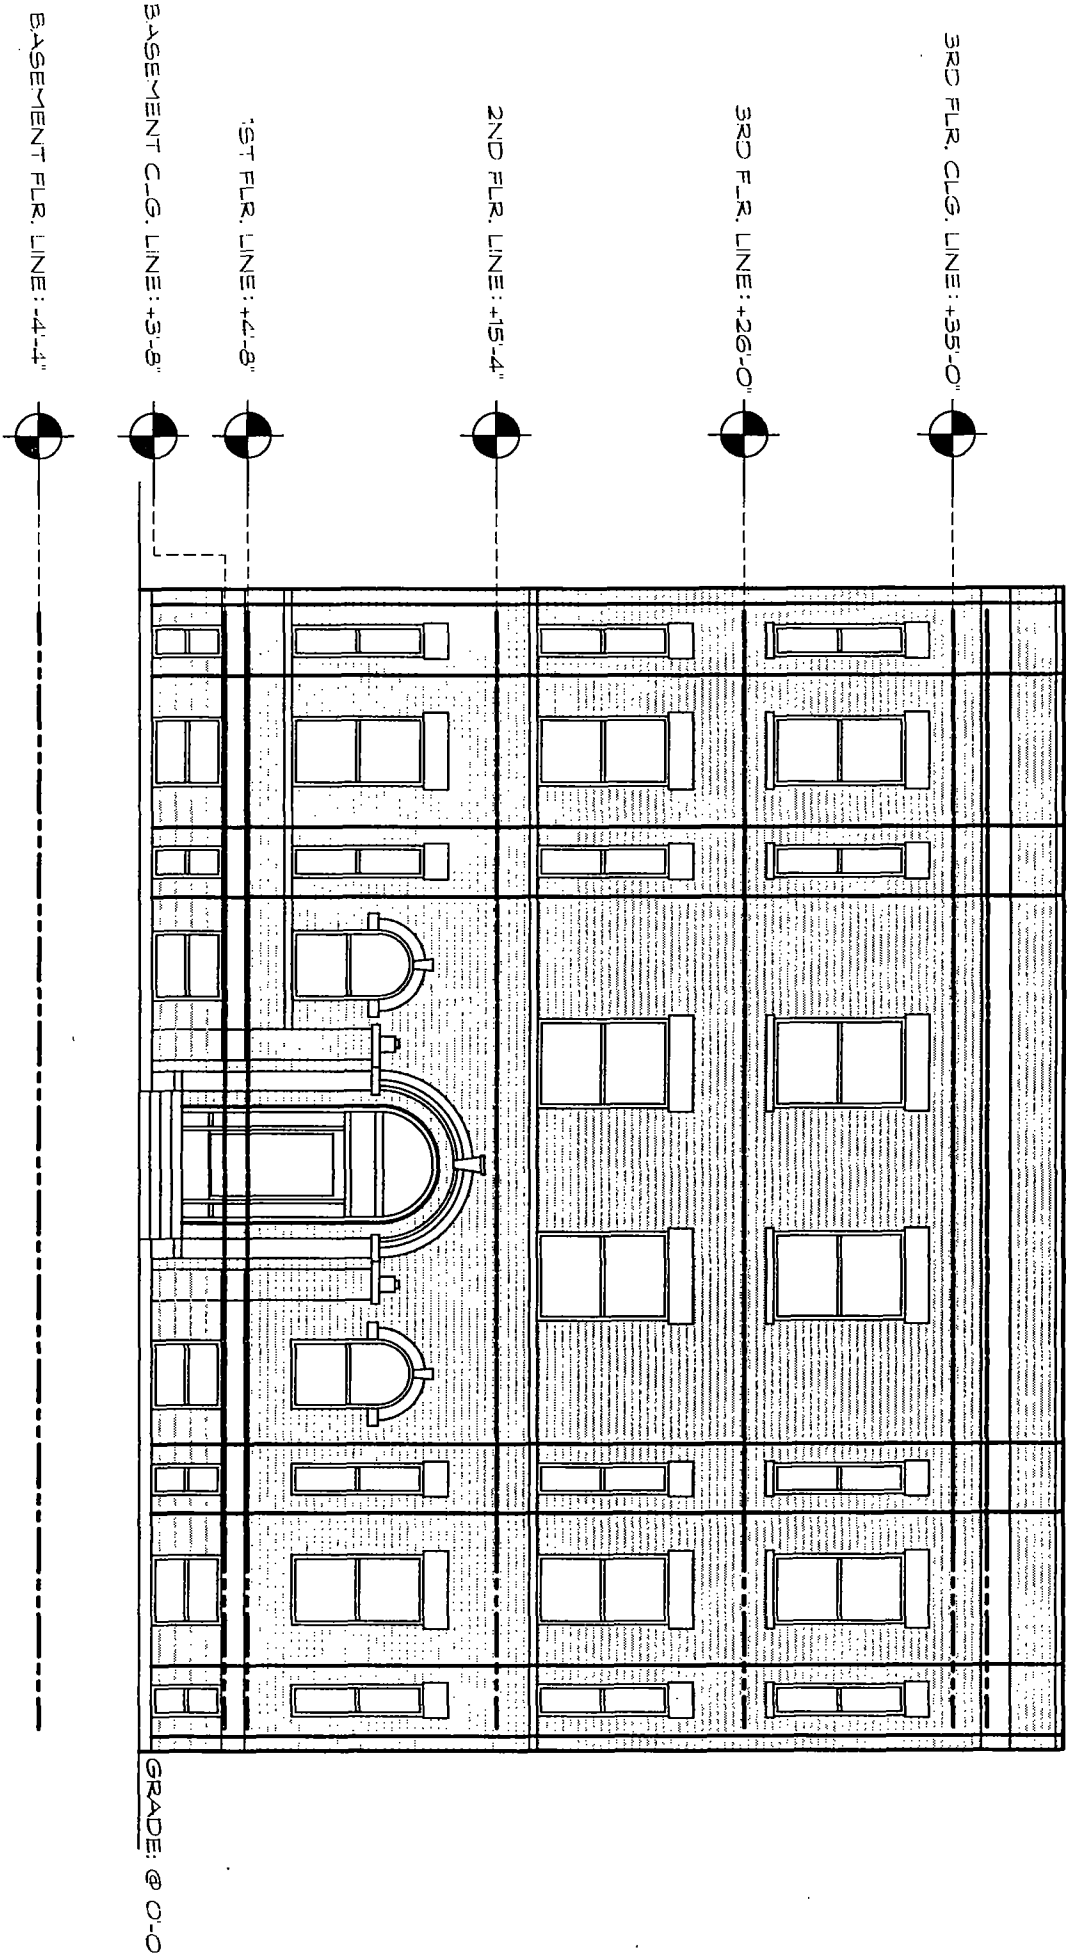 3RD FLR. CLG. LINE: +35'-0"
3RD FLR. LINE: +26'-0"
2ND FLR. LINE: +15'-4"
1ST FLR. LINE: +4'-8"
BASEMENT CLG. LINE: +3'-8"
BASEMENT FLR. LINE: -4'-4"
GRADE: @ 0'-0